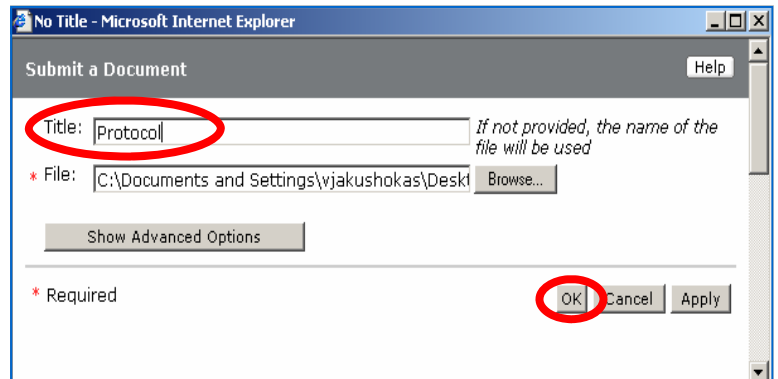 No Title - Microsoft Internet Explorer
Submit a Document
Help
Title: Protocol
If not provided, the name of the
file will be used
* File: C:\Documents and Settings\vjakushokas\Deskt Browse...
Show Advanced Options
* Required
OK Cancel Apply